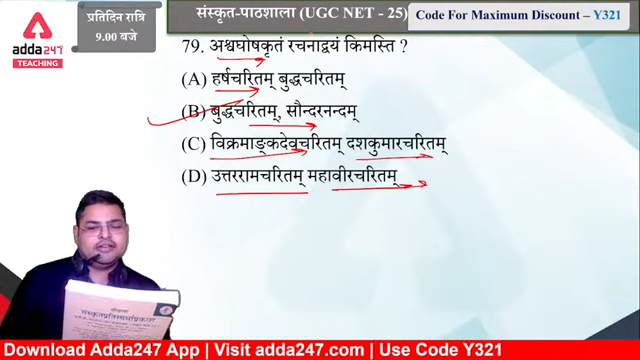 प्रतिदिन रात्रि
9.00 बजे
संस्कृत-पाठशाला (UGC NET - 25)
Code For Maximum Discount – Y321
adda247
TEACHING
79. अश्वघोषकृतं रचनाद्वयं किमस्ति ?
(A) हर्षचरितम् बुद्धचरितम्
(B) बुद्धचरितम्, सौन्दरनन्दम्
(C) विक्रमाङ्कदेवचरितम् दशकुमारचरितम्
(D) उत्तररामचरितम् महावीरचरितम्
Download Adda247 App | Visit adda247.com | Use Code Y321